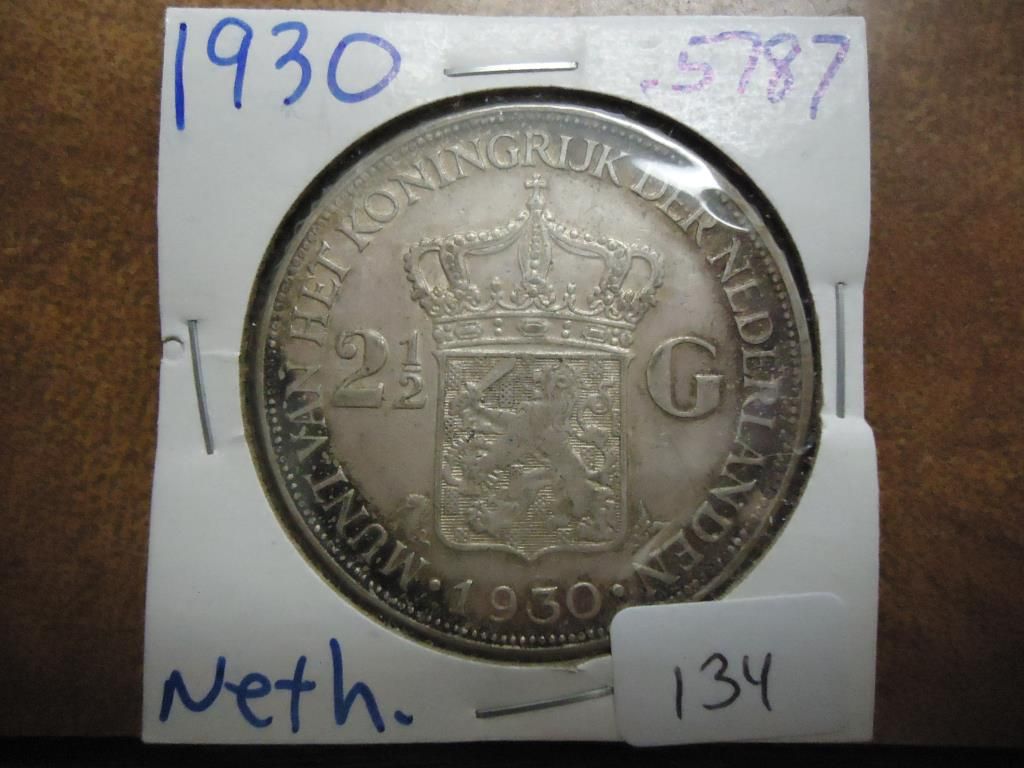 1930
.5787
MUNT VAN HET KONINGRIJK DER NEDERLANDEN
2 1/2 G
· 1930 ·
Neth.
134